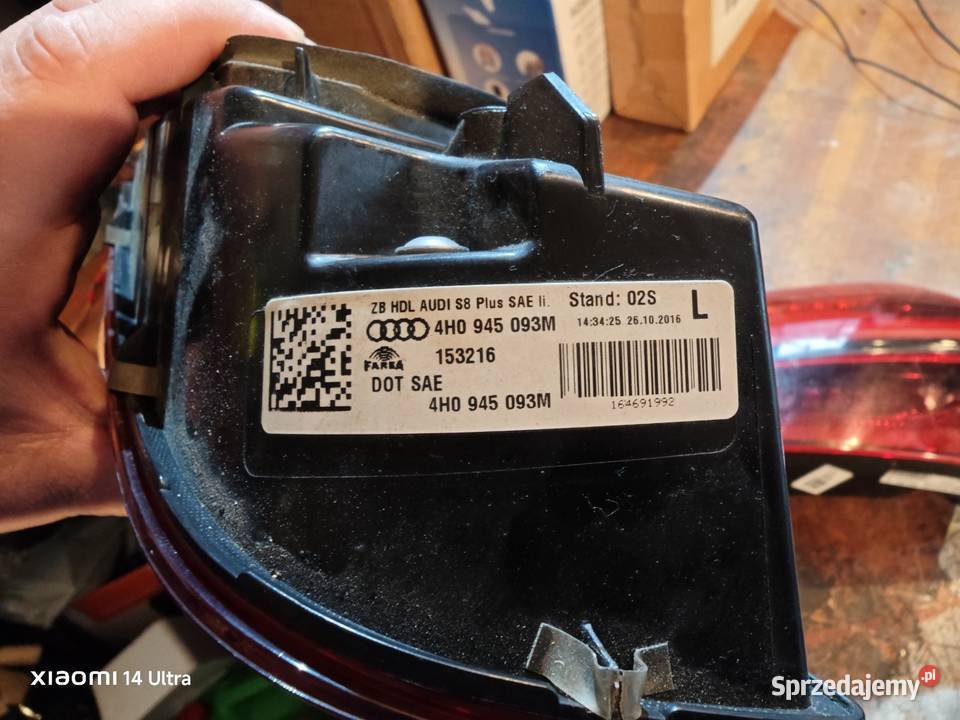 ZB HDL AUDI S8 Plus SAE li. Stand: 02S L
4H0 945 093M 14:34:25 26.10.2016
FARBA 153216
DOT SAE
4H0 945 093M 164691992
XIAOMI 14 Ultra
Sprzedajemy.pl